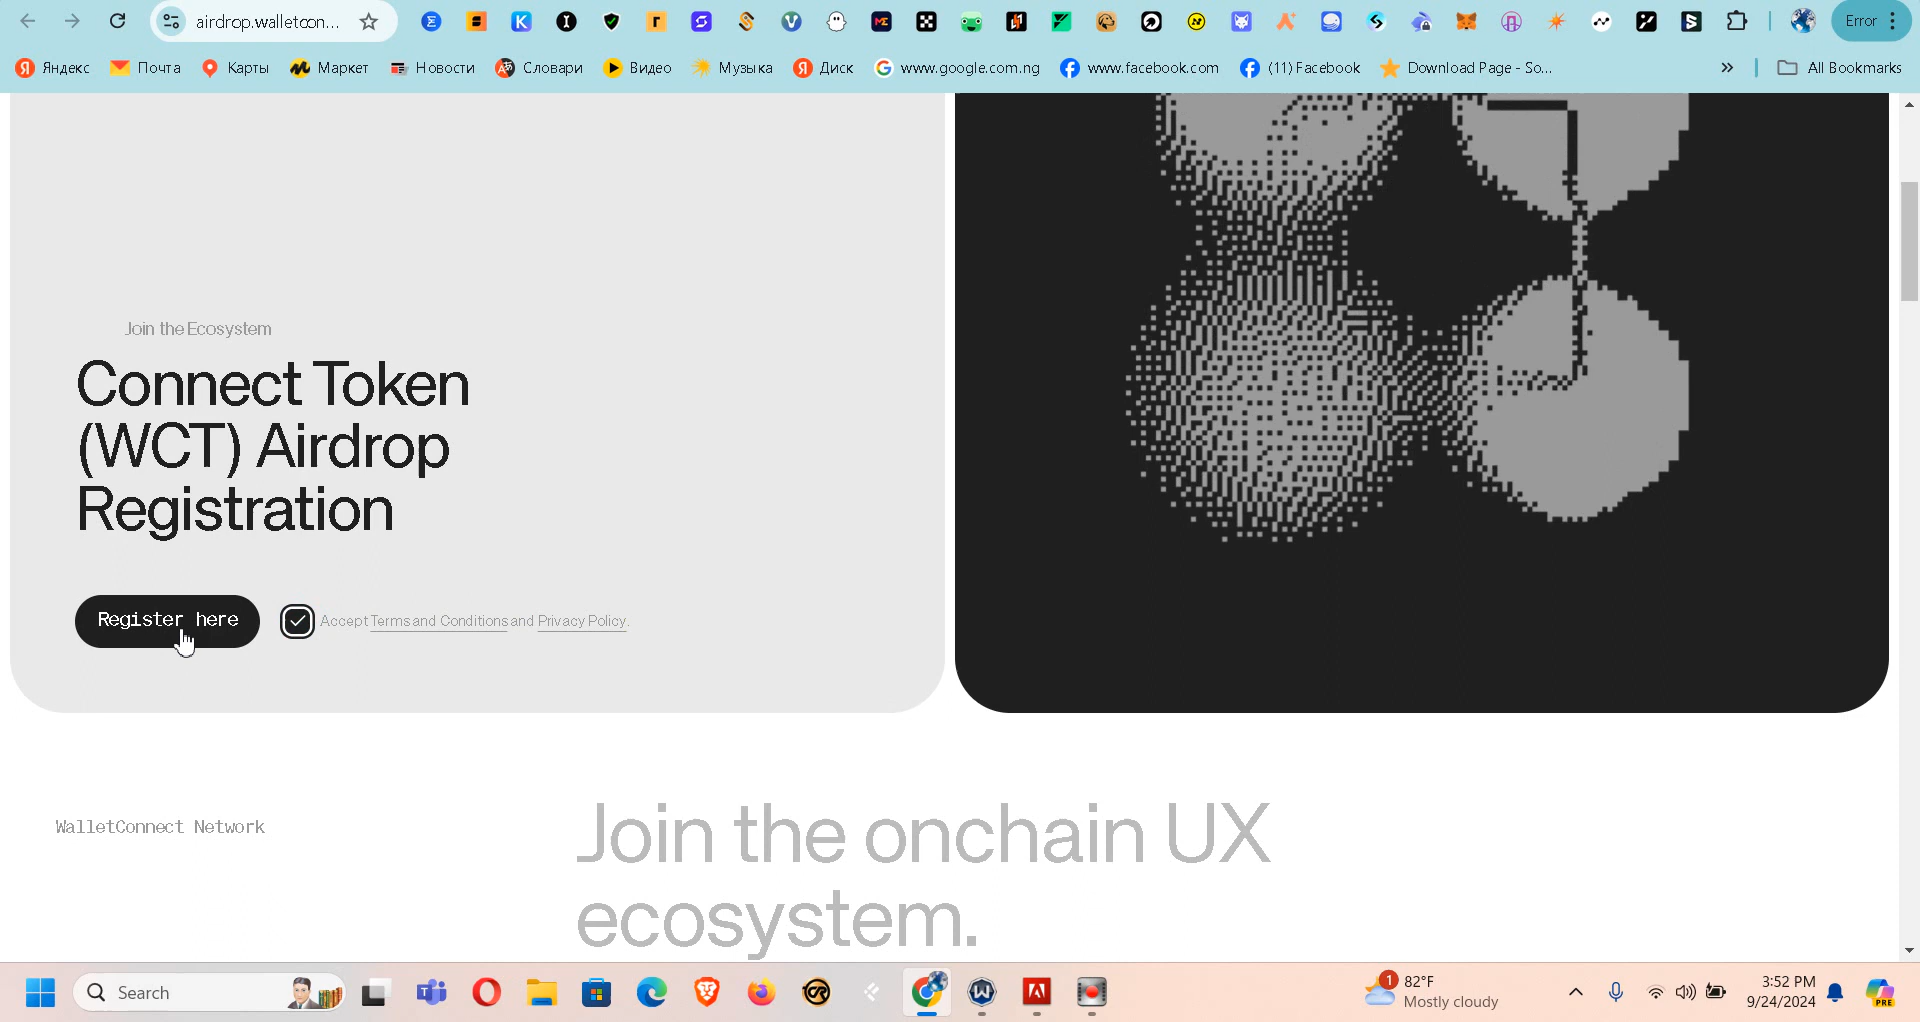 airdrop.walletcon...
Error
Яндекс
Почта
Карты
Маркет
Новости
Словари
Видео
Музыка
Диск
www.google.com.ng
www.facebook.com
(11) Facebook
Download Page - So...
»
All Bookmarks
Join the Ecosystem
Connect Token
(WCT) Airdrop
Registration
Register here
Accept Terms and Conditions and Privacy Policy.
WalletConnect Network
Join the onchain UX
ecosystem.
Search
1
82°F
Mostly cloudy
3:52 PM
9/24/2024
PRE